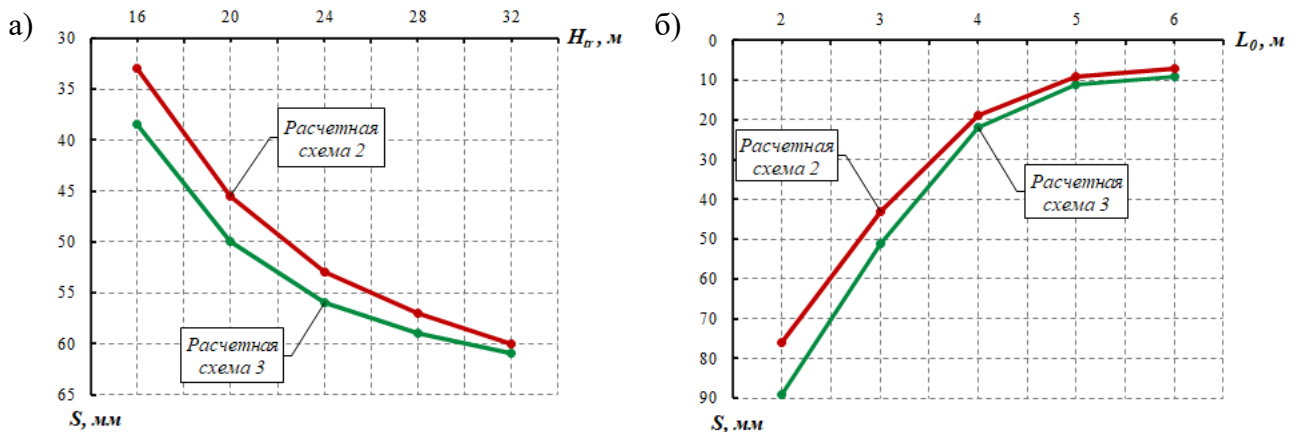 а)
16 20 24 28 32
H_tr, м
30
35
40
45
50
55
60
65
S, мм
Расчетная
схема 2
Расчетная
схема 3
б)
2 3 4 5 6
L_0, м
0
10
20
30
40
50
60
70
80
90
S, мм
Расчетная
схема 2
Расчетная
схема 3